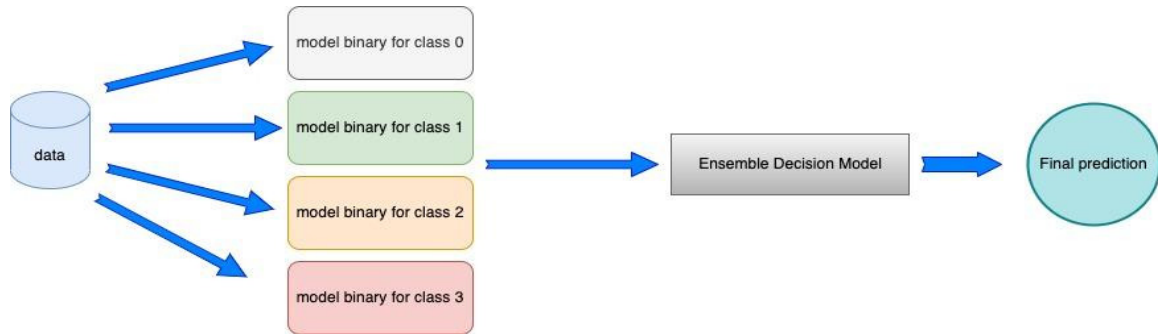 data
model binary for class 0
model binary for class 1
model binary for class 2
model binary for class 3
Ensemble Decision Model
Final prediction